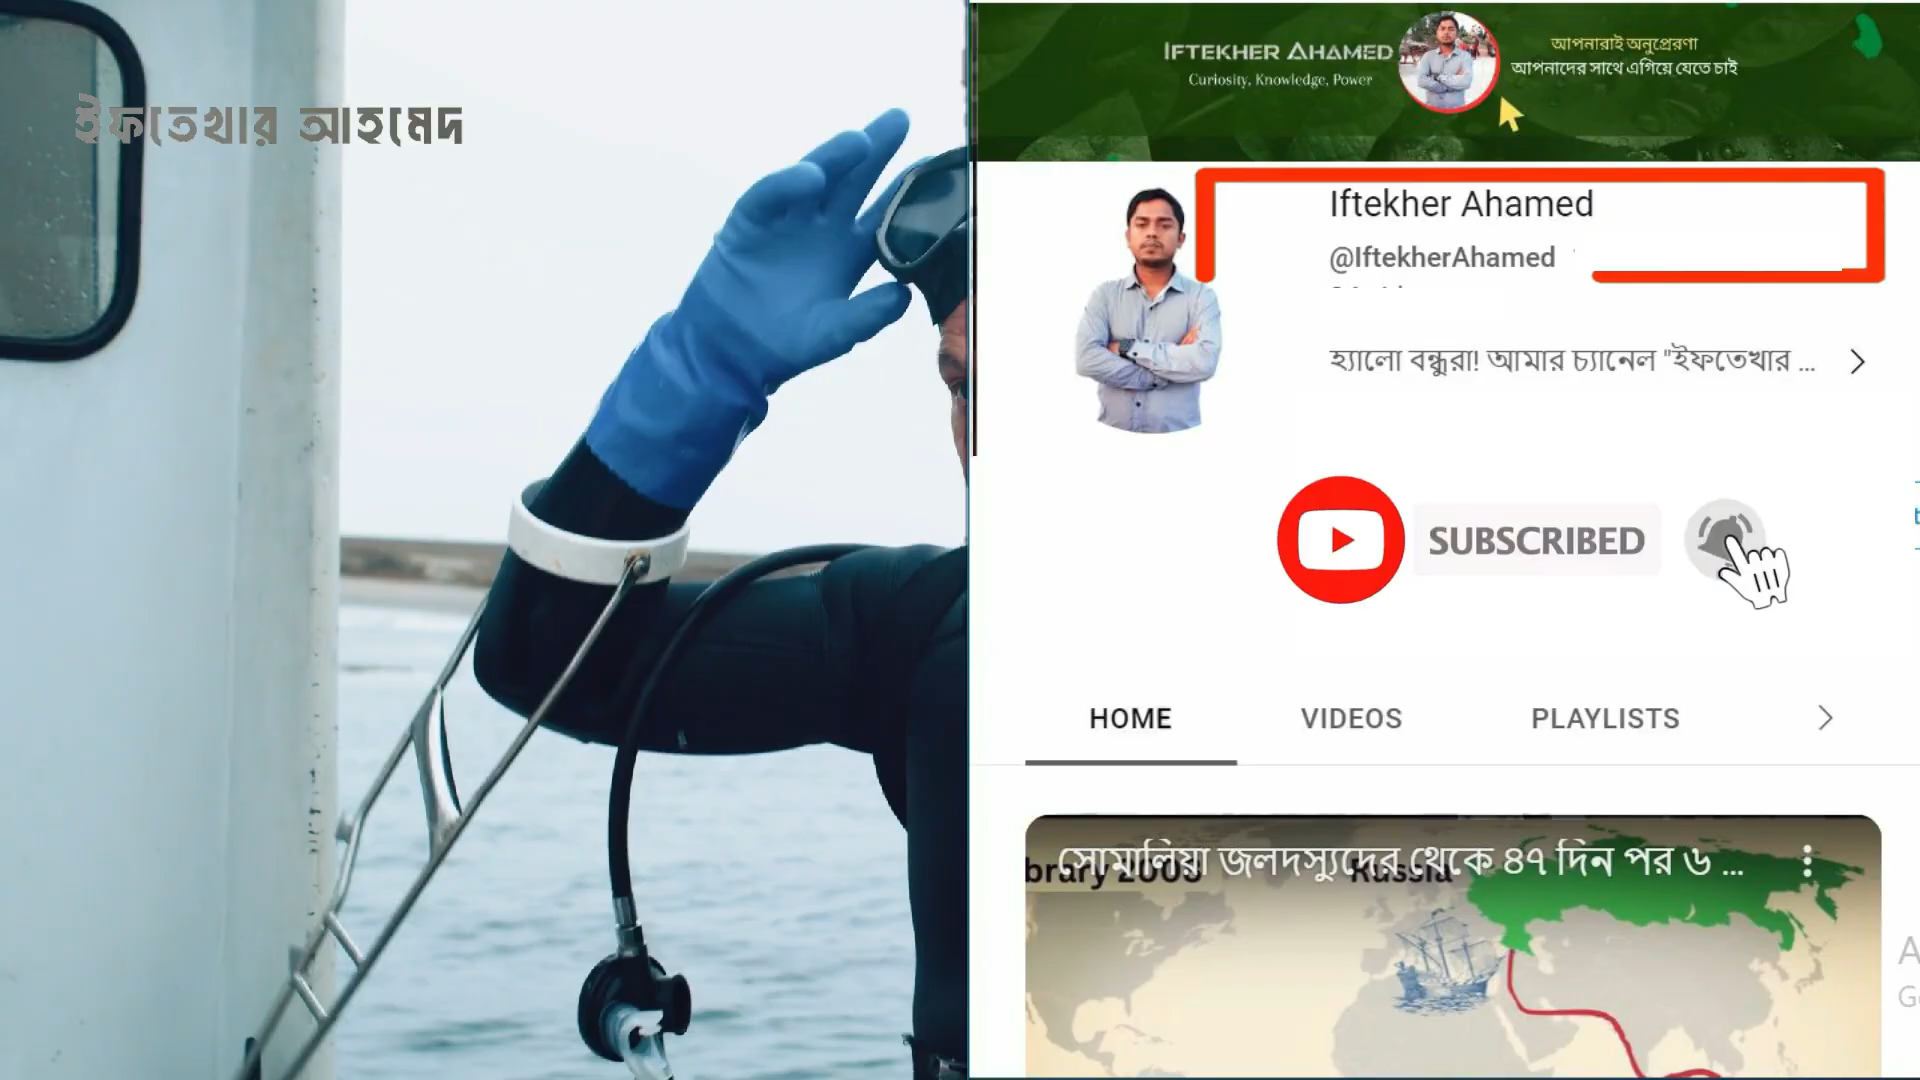 ইফতেখার আহমেদ
IFTEKHER AHAMED
Curiosity, Knowledge, Power
আপনারাই অনুপ্রেরণা
আপনাদের সাথে এগিয়ে যেতে চাই
Iftekher Ahamed
@IftekherAhamed
হ্যালো বন্ধুরা! আমার চ্যানেল "ইফতেখার ...
SUBSCRIBED
HOME VIDEOS PLAYLISTS
সোমালিয়া জলদস্যুদের থেকে ৪৭ দিন পর ৬ ...
Russia